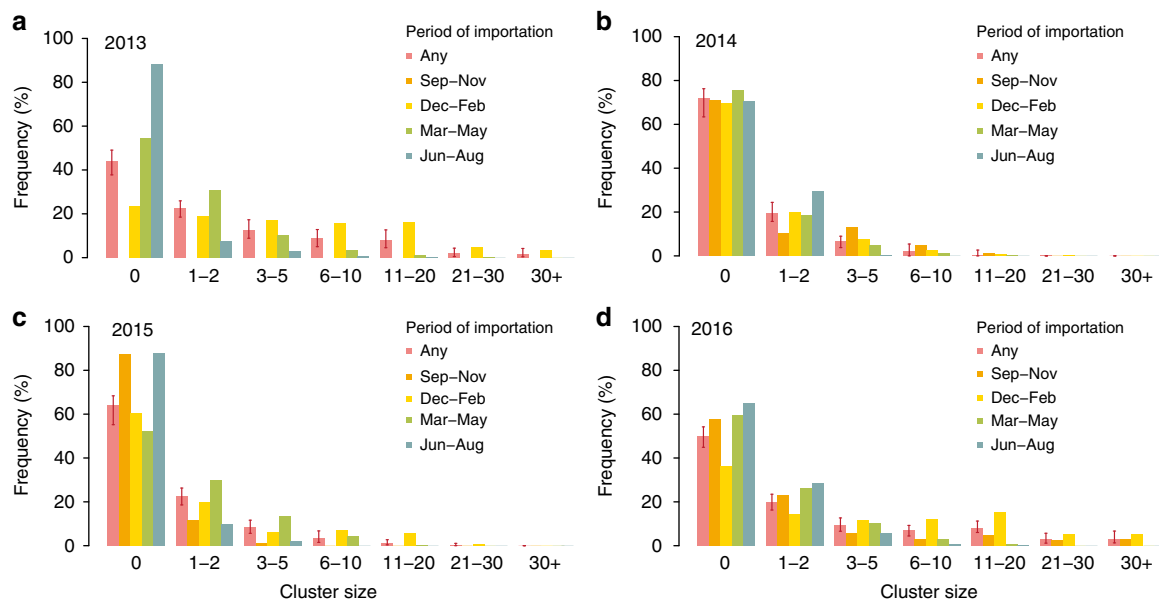 a
2013
Period of importation
Any
Sep–Nov
Dec–Feb
Mar–May
Jun–Aug
Frequency (%)
100
80
60
40
20
0
0 1–2 3–5 6–10 11–20 21–30 30+
b
2014
Period of importation
Any
Sep–Nov
Dec–Feb
Mar–May
Jun–Aug
Frequency (%)
100
80
60
40
20
0
0 1–2 3–5 6–10 11–20 21–30 30+
c
2015
Period of importation
Any
Sep–Nov
Dec–Feb
Mar–May
Jun–Aug
Frequency (%)
100
80
60
40
20
0
0 1–2 3–5 6–10 11–20 21–30 30+
Cluster size
d
2016
Period of importation
Any
Sep–Nov
Dec–Feb
Mar–May
Jun–Aug
Frequency (%)
100
80
60
40
20
0
0 1–2 3–5 6–10 11–20 21–30 30+
Cluster size